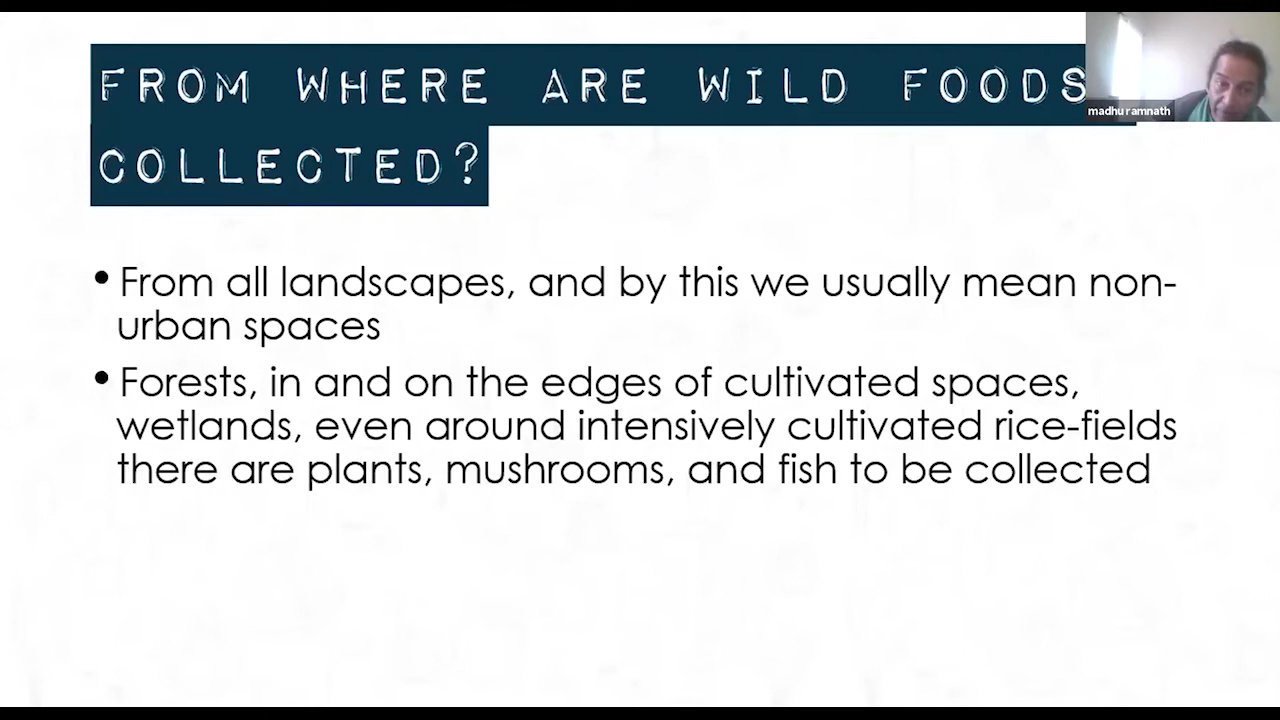 FROM WHERE ARE WILD FOODS
COLLECTED?
madhu ramnath
• From all landscapes, and by this we usually mean non-
urban spaces
• Forests, in and on the edges of cultivated spaces,
wetlands, even around intensively cultivated rice-fields
there are plants, mushrooms, and fish to be collected